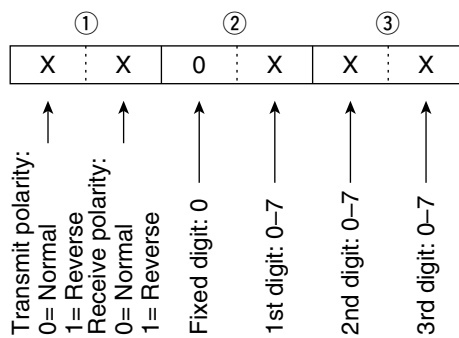 ① ② ③
X X 0 X X X
Transmit polarity:
0= Normal
1= Reverse
Receive polarity:
0= Normal
1= Reverse
Fixed digit: 0
1st digit: 0–7
2nd digit: 0–7
3rd digit: 0–7